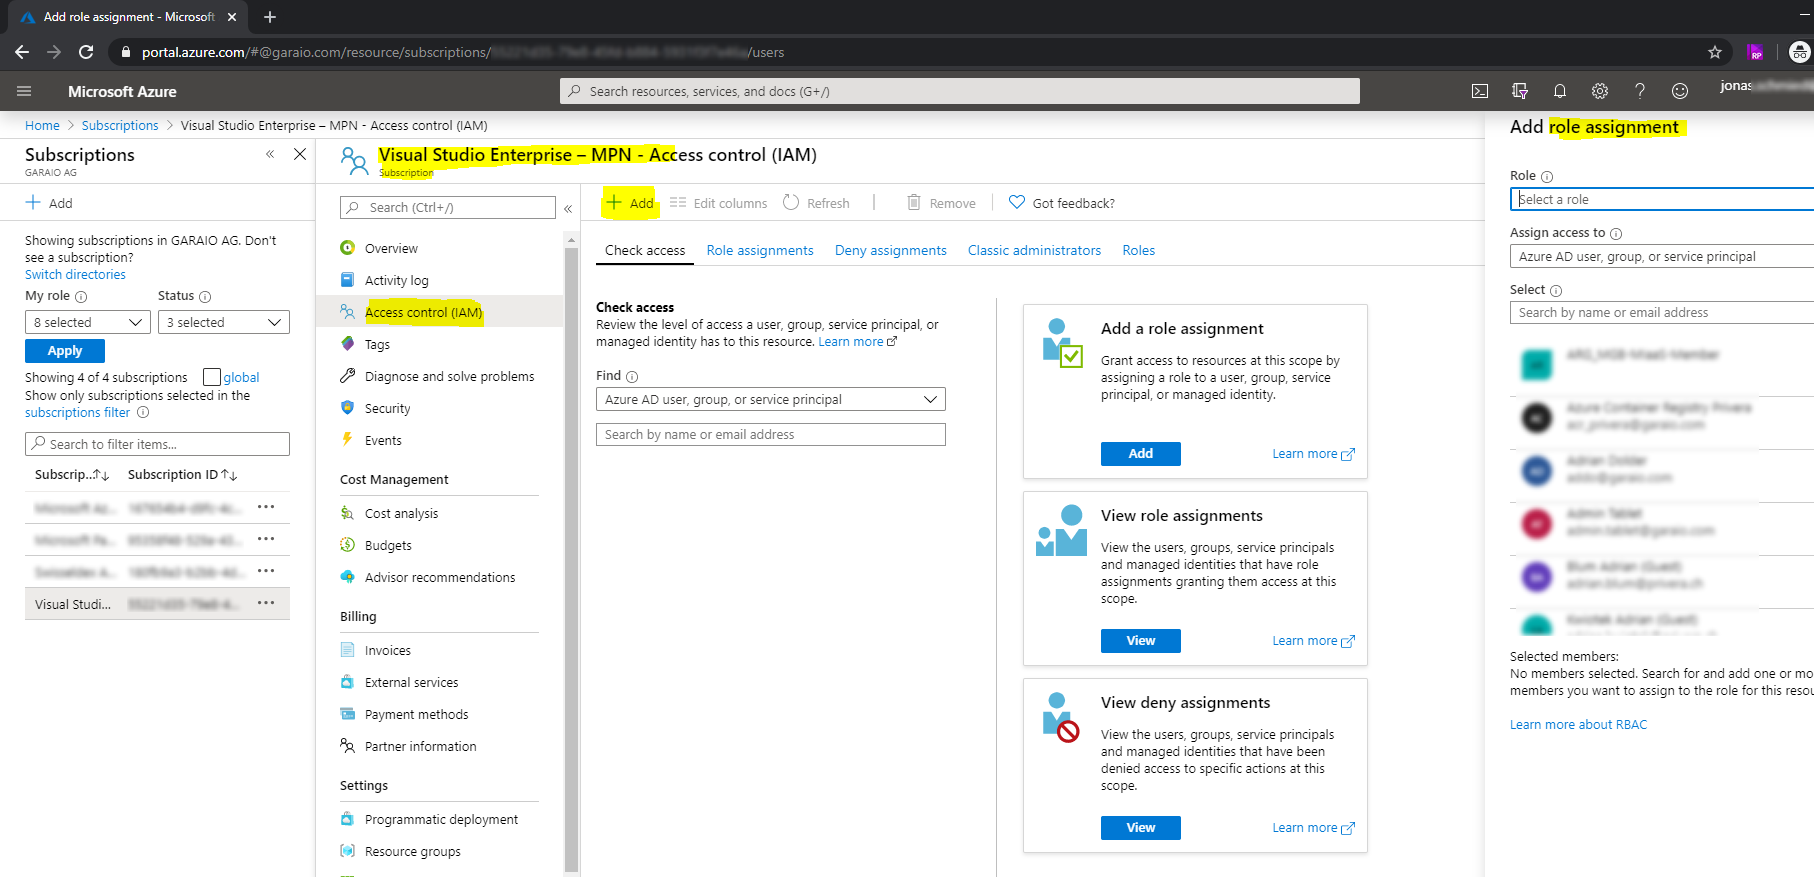 Add role assignment - Microsoft
portal.azure.com/#@garaio.com/resource/subscriptions/
/users
RP
Microsoft Azure
Search resources, services, and docs (G+/)
jonas
Home > Subscriptions > Visual Studio Enterprise – MPN - Access control (IAM)
Subscriptions
GARAIO AG
Add
Showing subscriptions in GARAIO AG. Don't
see a subscription?
Switch directories
My role
Status
8 selected
3 selected
Apply
Showing 4 of 4 subscriptions
global
Show only subscriptions selected in the
subscriptions filter
Search to filter items...
Subscrip...↑↓
Subscription ID↑↓
Visual Studi...
Visual Studio Enterprise – MPN - Access control (IAM)
Subscription
Search (Ctrl+/)
Overview
Activity log
Access control (IAM)
Tags
Diagnose and solve problems
Security
Events
Cost Management
Cost analysis
Budgets
Advisor recommendations
Billing
Invoices
External services
Payment methods
Partner information
Settings
Programmatic deployment
Resource groups
Add
Edit columns
Refresh
Remove
Got feedback?
Check access
Role assignments
Deny assignments
Classic administrators
Roles
Check access
Review the level of access a user, group, service principal, or
managed identity has to this resource. Learn more
Find
Azure AD user, group, or service principal
Search by name or email address
Add a role assignment
Grant access to resources at this scope by
assigning a role to a user, group, service
principal, or managed identity.
Add
Learn more
View role assignments
View the users, groups, service principals
and managed identities that have role
assignments granting them access at this
scope.
View
Learn more
View deny assignments
View the users, groups, service principals
and managed identities that have been
denied access to specific actions at this
scope.
View
Learn more
Add role assignment
Role
Select a role
Assign access to
Azure AD user, group, or service principal
Select
Search by name or email address
Selected members:
No members selected. Search for and add one or mo
members you want to assign to the role for this resou
Learn more about RBAC